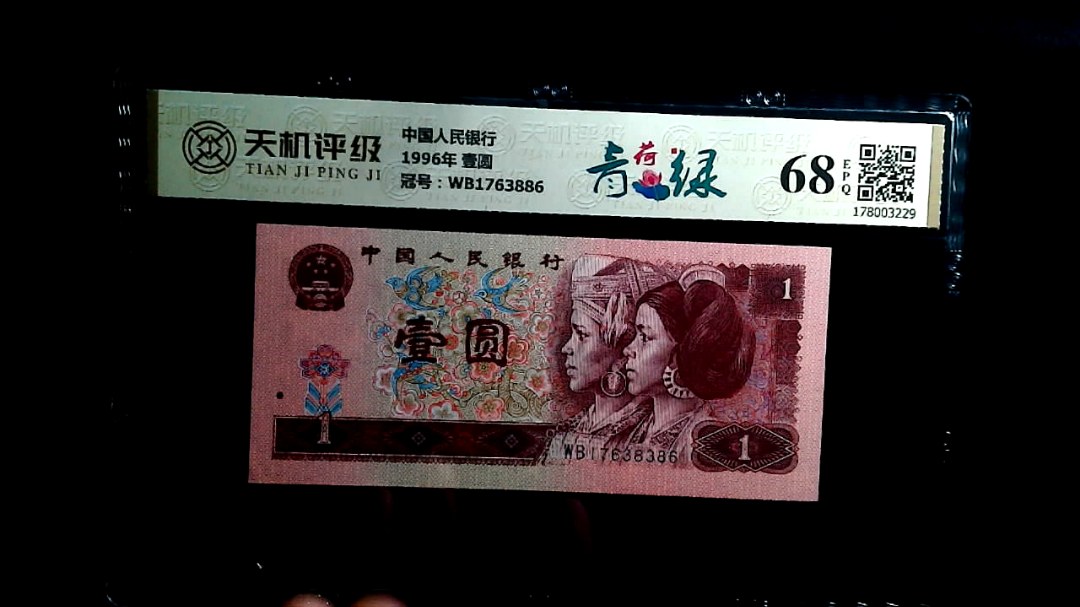 天机评级
TIAN JI PING JI
中国人民银行
1996年 壹圆
冠号：WB1763886
青荷绿
68
EPQ
178003229
中国人民银行
1
壹圆
1
WB17638386
1